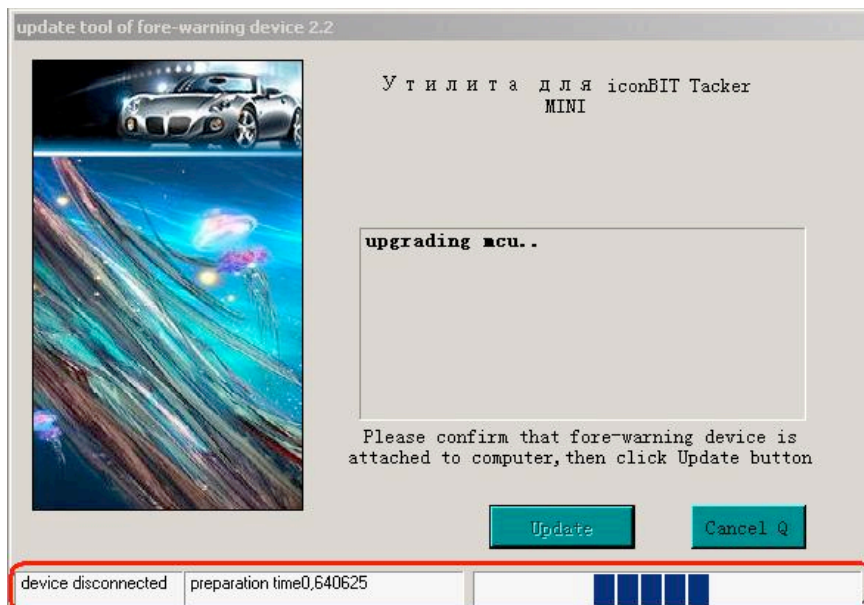 update tool of fore-warning device 2.2
Утилита для iconBIT Tacker
MINI
upgrading mcu..
Please confirm that fore-warning device is
attached to computer,then click Update button
Update
Cancel Q
device disconnected
preparation time0,640625